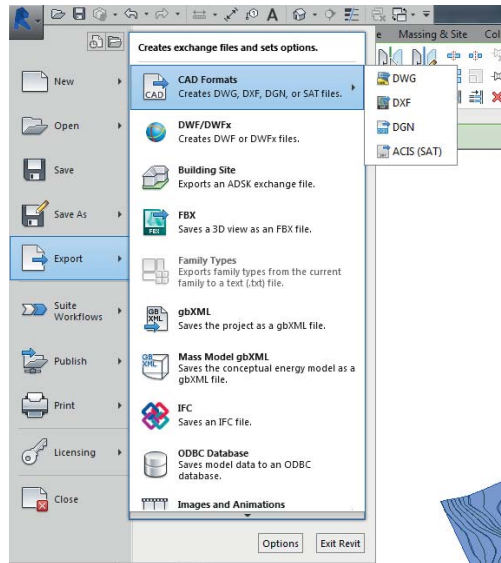 R
A
e Massing & Site Col
Creates exchange files and sets options.
New
Open
Save
Save As
Export
Suite
Workflows
Publish
Print
Licensing
Close
CAD
CAD Formats
Creates DWG, DXF, DGN, or SAT files.
DWF/DWFx
Creates DWF or DWFx files.
Building Site
Exports an ADSK exchange file.
FBX
FBX
Saves a 3D view as an FBX file.
Family Types
Exports family types from the current
family to a text (.txt) file.
GB
XML
gbXML
Saves the project as a gbXML file.
GB
XML
Mass Model gbXML
Saves the conceptual energy model as a
gbXML file.
IFC
Saves an IFC file.
ODBC Database
Saves model data to an ODBC
database.
Images and Animations
DWG
DXF
DGN
ACIS (SAT)
Options
Exit Revit